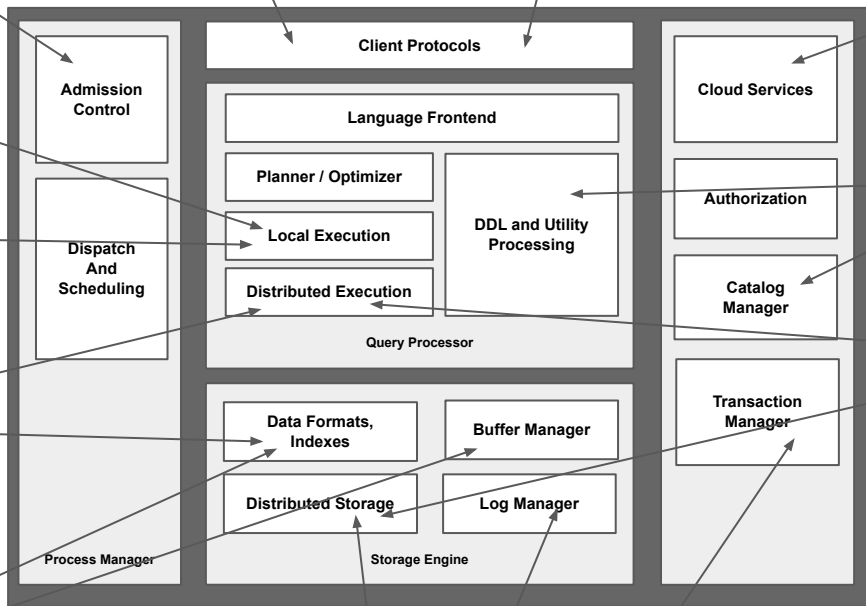 Admission
Control
Dispatch
And
Scheduling
Process Manager
Client Protocols
Language Frontend
Planner / Optimizer
Local Execution
Distributed Execution
DDL and Utility
Processing
Query Processor
Data Formats,
Indexes
Buffer Manager
Distributed Storage
Log Manager
Storage Engine
Cloud Services
Authorization
Catalog
Manager
Transaction
Manager